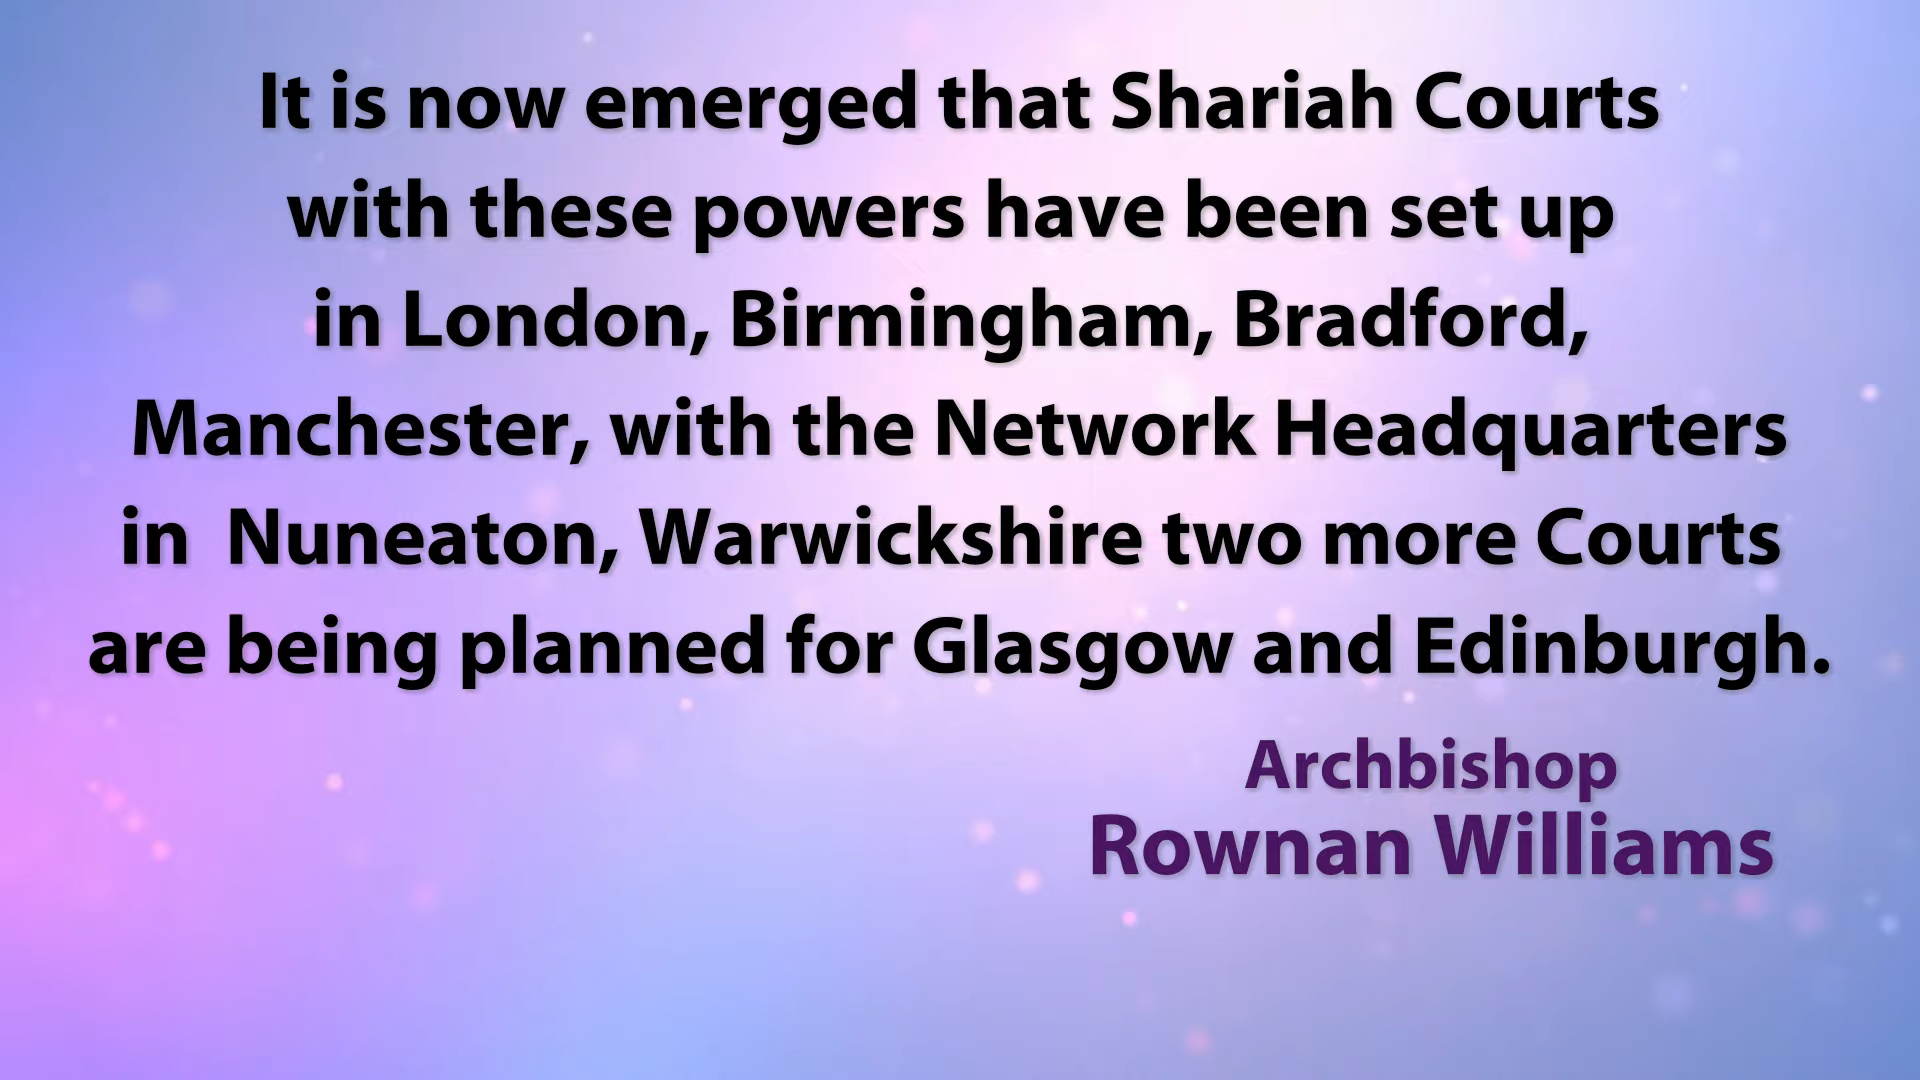 It is now emerged that Shariah Courts
with these powers have been set up
in London, Birmingham, Bradford,
Manchester, with the Network Headquarters
in  Nuneaton, Warwickshire two more Courts
are being planned for Glasgow and Edinburgh.
Archbishop
Rownan Williams